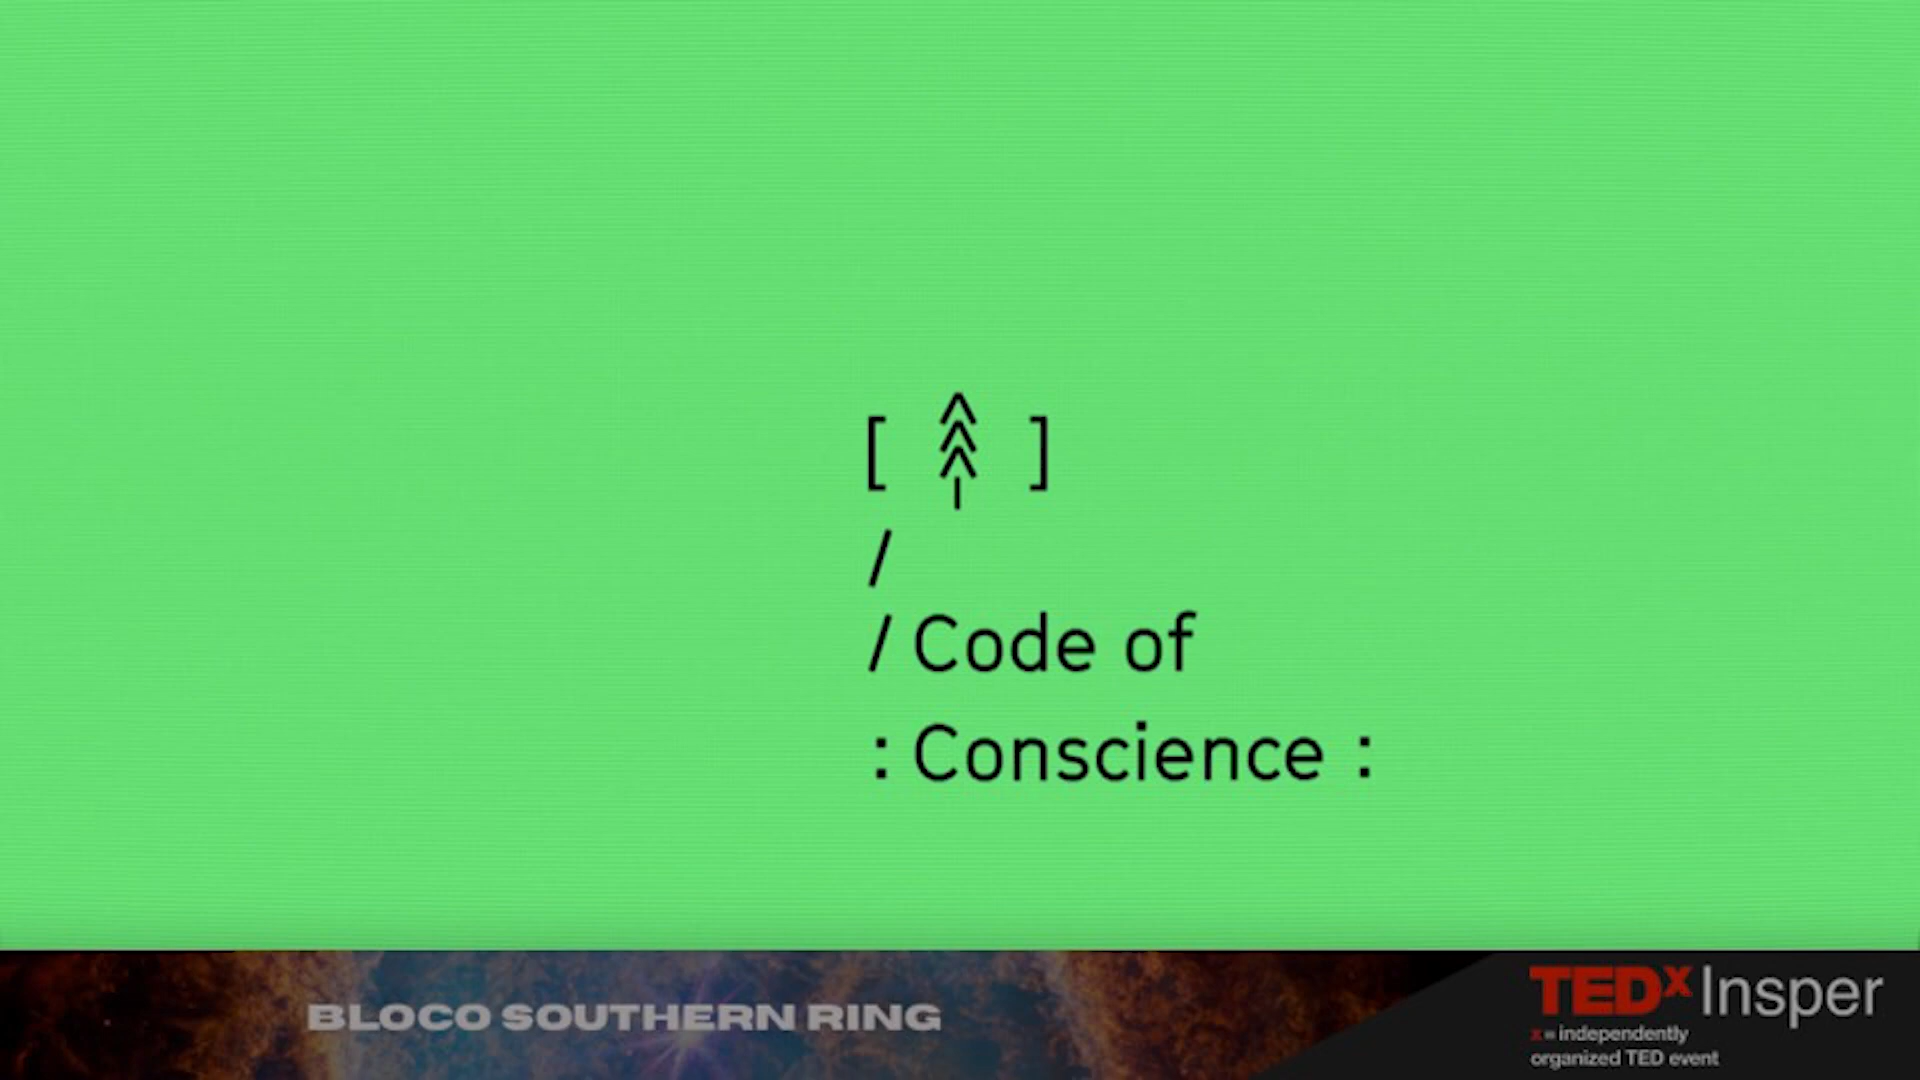 [ ]
/
/ Code of
: Conscience :
BLOCO SOUTHERN RING
TEDx Insper
x = independently
organized TED event